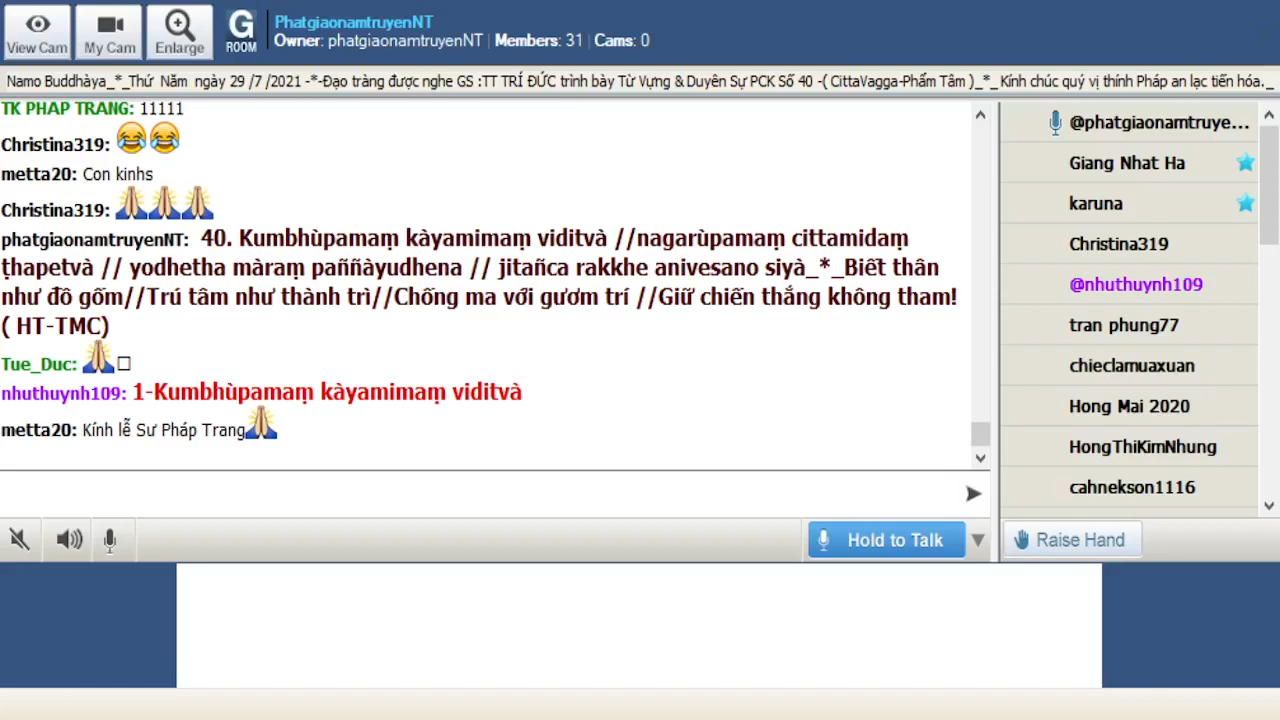 View Cam
My Cam
Enlarge
G
ROOM
PhatgiaonamtruyenNT
Owner: phatgiaonamtruyenNT | Members: 31 | Cams: 0
Namo Buddhàya_*_Thứ Năm ngày 29 /7 /2021 -*-Đạo tràng được nghe GS :TT TRÍ ĐỨC trình bày Từ Vựng & Duyên Sự PCK Số 40 -( CittaVagga-Phẩm Tâm )_*_Kính chúc quý vị thính Pháp an lạc tiến hóa._
TK PHAP TRANG: 11111
Christina319: 😂😂
metta20: Con kinhs
Christina319: 🙏🙏🙏
phatgiaonamtruyenNT: 40. Kumbhùpamaṃ kàyamimaṃ viditvà //nagarùpamaṃ cittamidaṃ
ṭhapetvà // yodhetha màraṃ paññàyudhena // jitañca rakkhe anivesano siyà_*_Biết thân
như đồ gốm//Trú tâm như thành trì//Chống ma với gươm trí //Giữ chiến thắng không tham!
( HT-TMC)
Tue_Duc: 🙏□
nhuthuynh109: 1-Kumbhùpamaṃ kàyamimaṃ viditvà
metta20: Kính lễ Sư Pháp Trang🙏
@phatgiaonamtruye...
Giang Nhat Ha
karuna
Christina319
@nhuthuynh109
tran phung77
chieclamuaxuan
Hong Mai 2020
HongThiKimNhung
cahnekson1116
Hold to Talk
Raise Hand